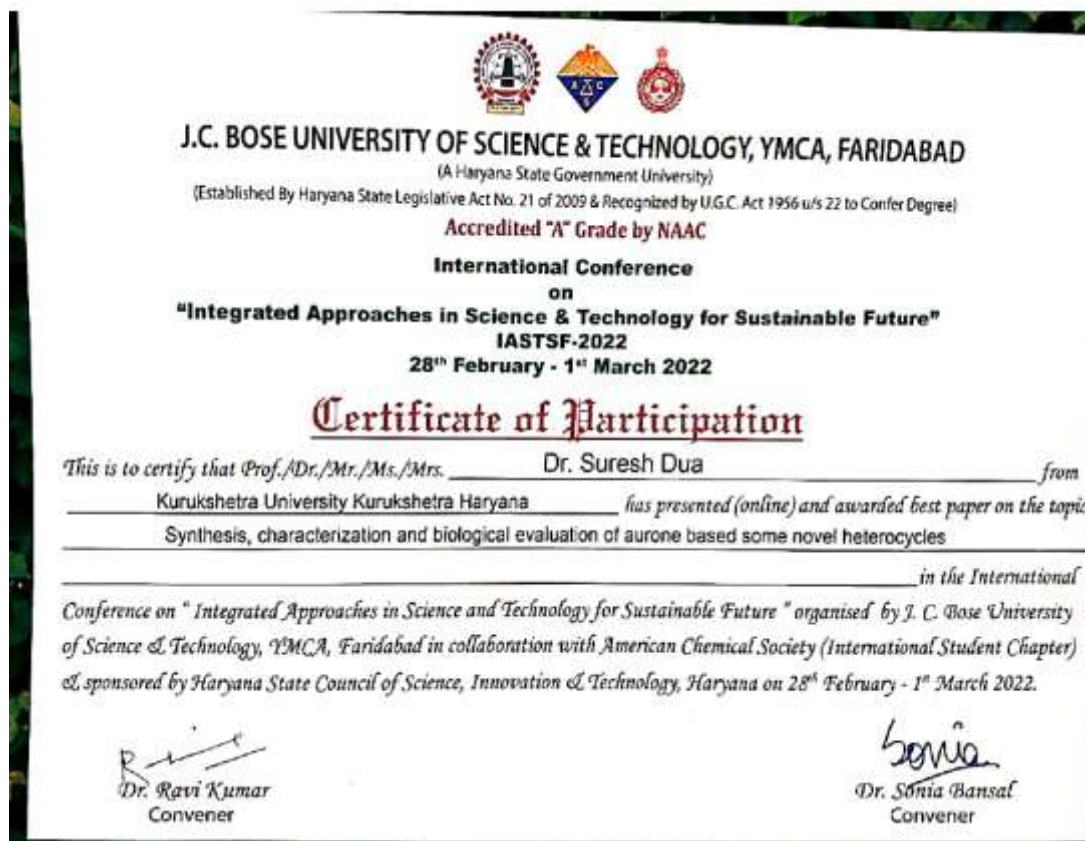 A C S
J.C. BOSE UNIVERSITY OF SCIENCE & TECHNOLOGY, YMCA, FARIDABAD
(A Haryana State Government University)
(Established By Haryana State Legislative Act No. 21 of 2009 & Recognized by U.G.C. Act 1956 u/s 22 to Confer Degree)
Accredited "A" Grade by NAAC
International Conference
on
"Integrated Approaches in Science & Technology for Sustainable Future"
IASTSF-2022
28th February - 1st March 2022
Certificate of Participation
This is to certify that Prof./Dr./Mr./Ms./Mrs. Dr. Suresh Dua from
Kurukshetra University Kurukshetra Haryana has presented (online) and awarded best paper on the topic
Synthesis, characterization and biological evaluation of aurone based some novel heterocycles
in the International
Conference on " Integrated Approaches in Science and Technology for Sustainable Future " organised by J. C. Bose University
of Science & Technology, YMCA, Faridabad in collaboration with American Chemical Society (International Student Chapter)
& sponsored by Haryana State Council of Science, Innovation & Technology, Haryana on 28th February - 1st March 2022.
Sonia
Dr. Ravi Kumar
Convener
Dr. Sonia Bansal
Convener